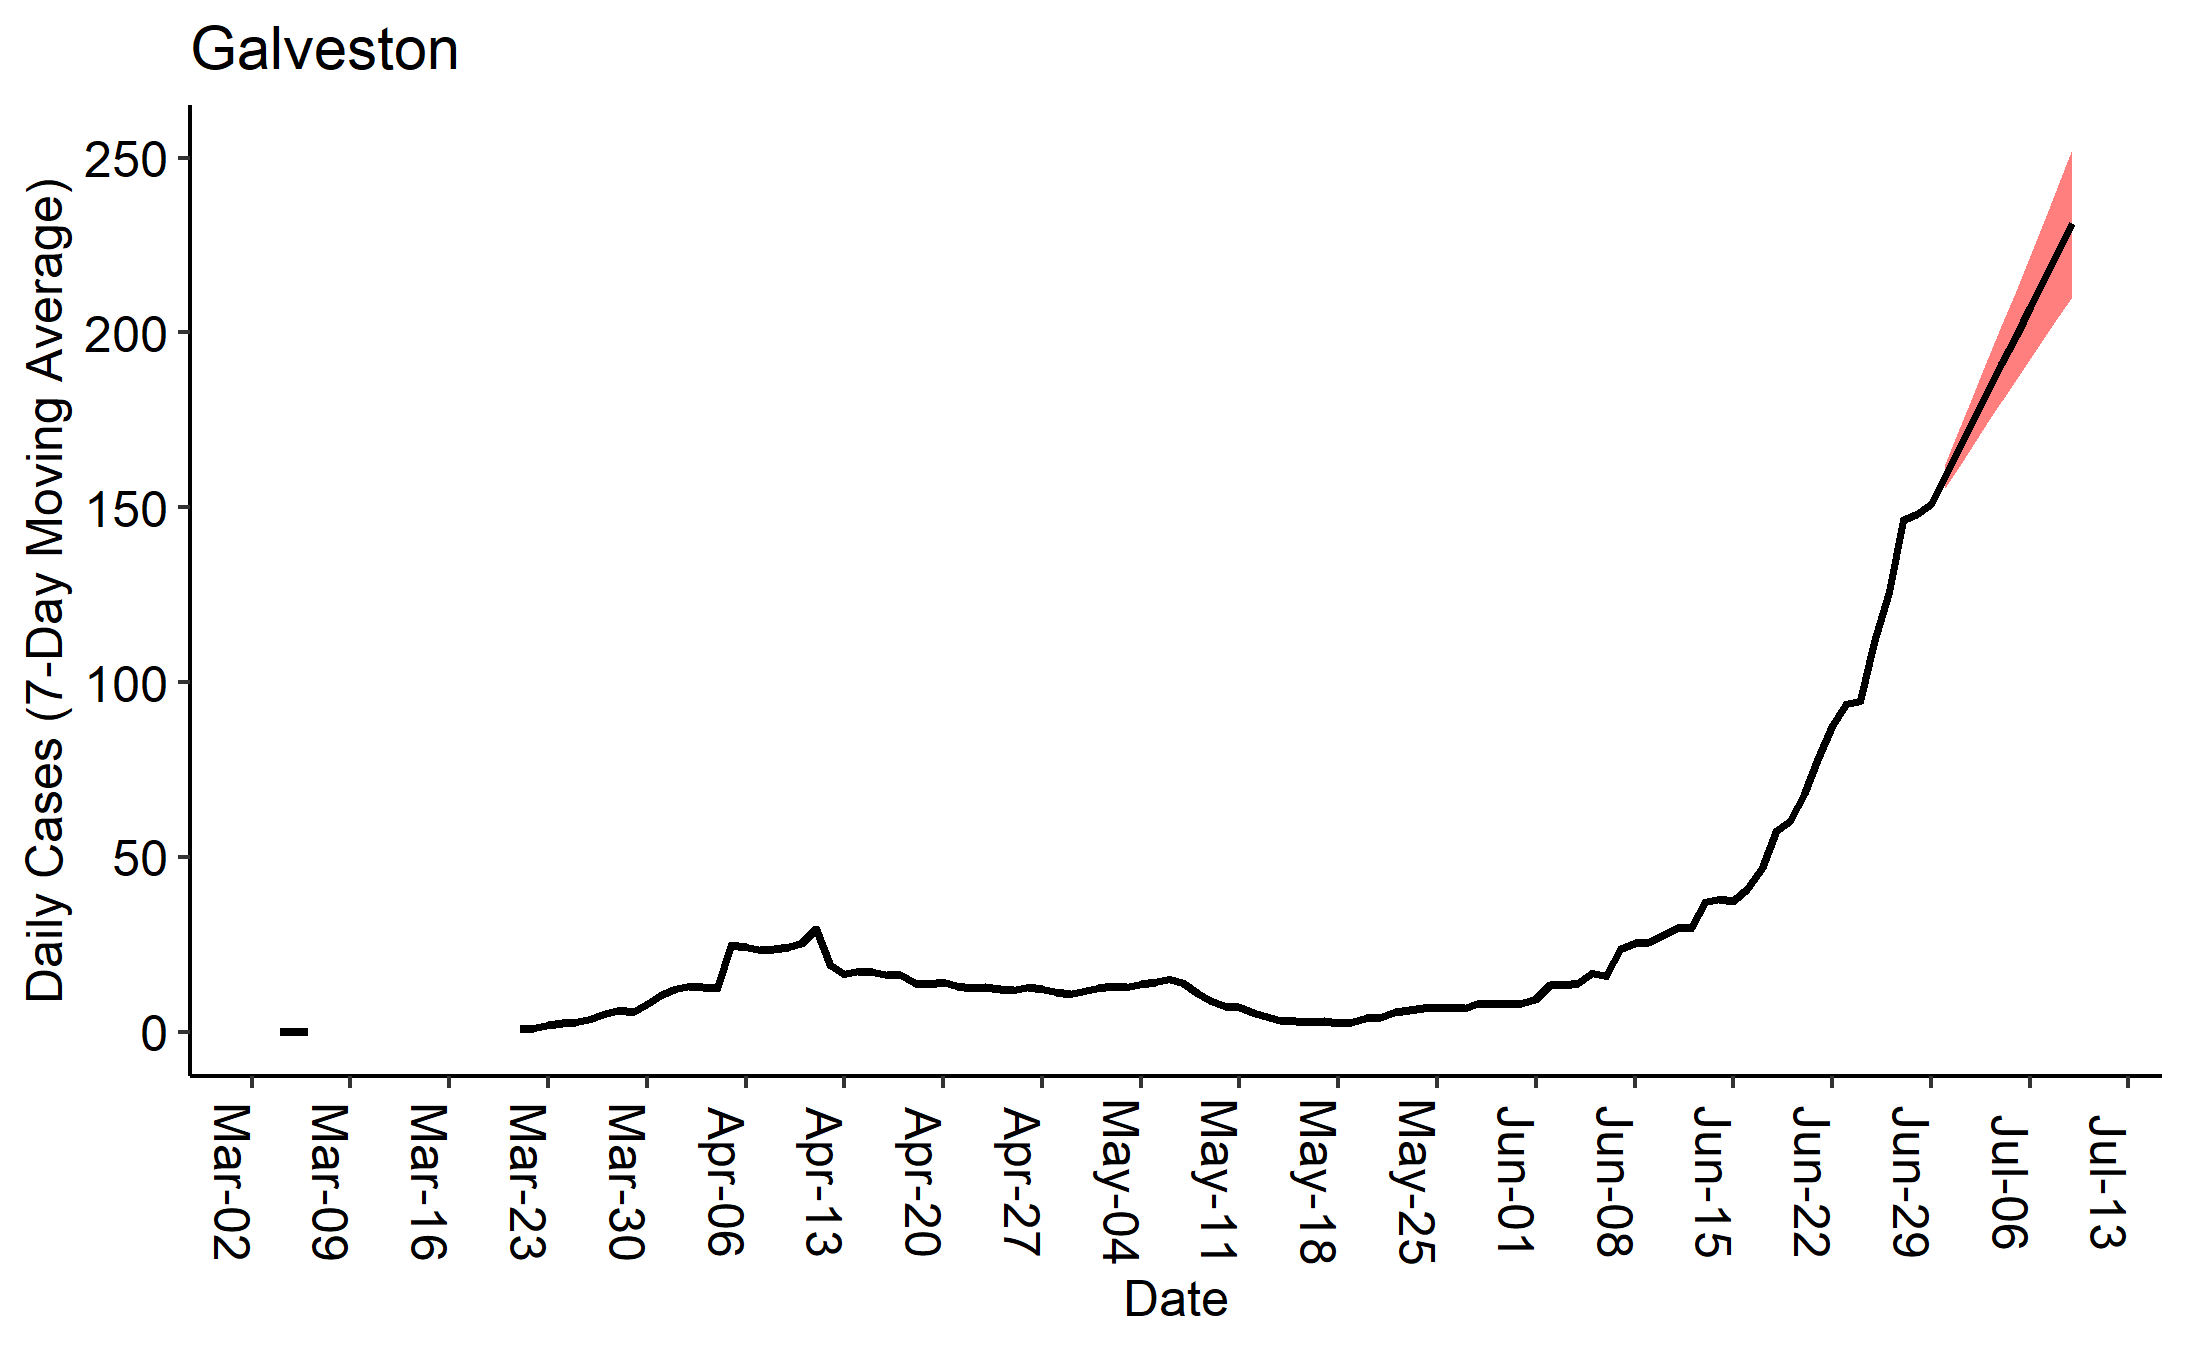 Galveston
Daily Cases (7-Day Moving Average)
250
200
150
100
50
0
Mar-02
Mar-09
Mar-16
Mar-23
Mar-30
Apr-06
Apr-13
Apr-20
Apr-27
May-04
May-11
May-18
May-25
Jun-01
Jun-08
Jun-15
Jun-22
Jun-29
Jul-06
Jul-13
Date